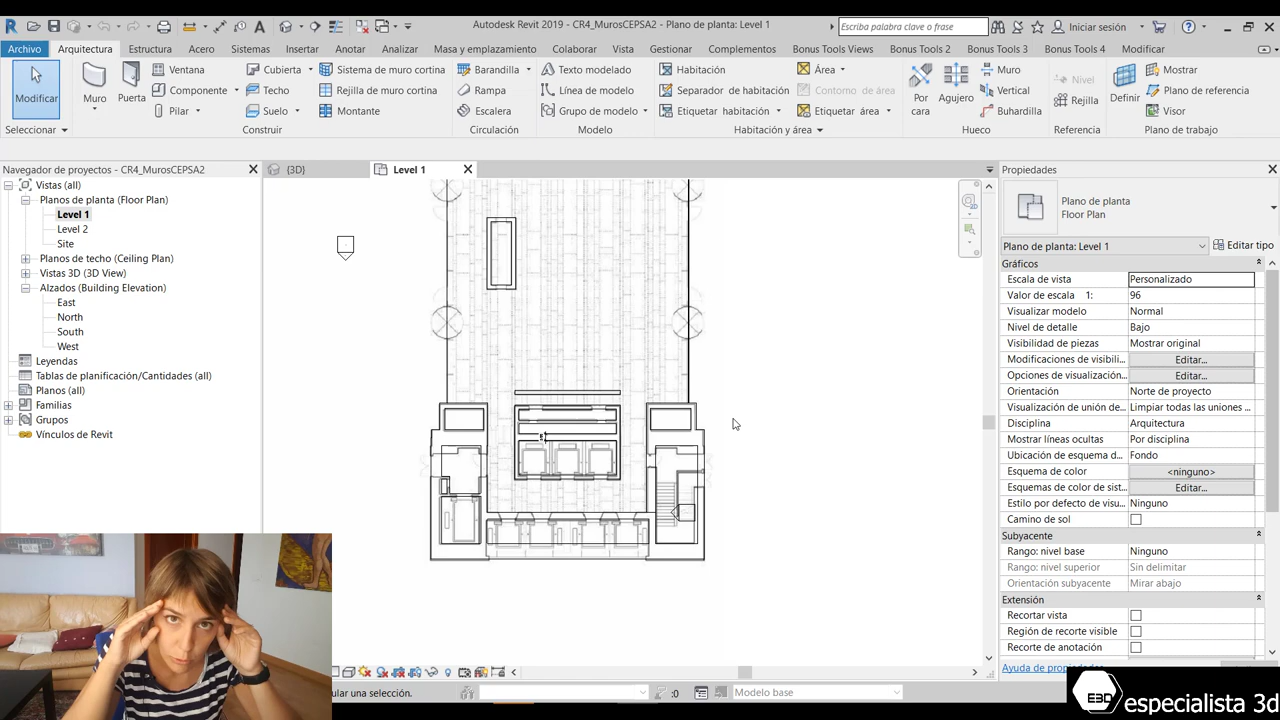 Autodesk Revit 2019 - CR4_MurosCEPSA2 - Plano de planta: Level 1
Escriba palabra clave o frase
Iniciar sesión
Archivo Arquitectura Estructura Acero Sistemas Insertar Anotar Analizar Masa y emplazamiento Colaborar Vista Gestionar Complementos Bonus Tools Views Bonus Tools 2 Bonus Tools 3 Bonus Tools 4 Modificar
Ventana Cubierta Sistema de muro cortina Barandilla Texto modelado Habitación Área Muro Nivel Mostrar
Componente Techo Rejilla de muro cortina Rampa Línea de modelo Separador de habitación Contorno de área Vertical Rejilla Plano de referencia
Modificar Muro Puerta Pilar Suelo Montante Escalera Grupo de modelo Etiquetar habitación Etiquetar área Por cara Agujero Buhardilla Definir Visor
Seleccionar Construir Circulación Modelo Habitación y área Hueco Referencia Plano de trabajo
Navegador de proyectos - CR4_MurosCEPSA2
{3D} Level 1
Vistas (all)
Planos de planta (Floor Plan)
Level 1
Level 2
Site
Planos de techo (Ceiling Plan)
Vistas 3D (3D View)
Alzados (Building Elevation)
East
North
South
West
Leyendas
Tablas de planificación/Cantidades (all)
Planos (all)
Familias
Grupos
Vínculos de Revit
Propiedades
Plano de planta
Floor Plan
Plano de planta: Level 1 Editar tipo
Gráficos
Escala de vista Personalizado
Valor de escala 1: 96
Visualizar modelo Normal
Nivel de detalle Bajo
Visibilidad de piezas Mostrar original
Modificaciones de visibili... Editar...
Opciones de visualización... Editar...
Orientación Norte de proyecto
Visualización de unión de... Limpiar todas las uniones ...
Disciplina Arquitectura
Mostrar líneas ocultas Por disciplina
Ubicación de esquema d... Fondo
Esquema de color <ninguno>
Esquemas de color de sist... Editar...
Estilo por defecto de visu... Ninguno
Camino de sol
Subyacente
Rango: nivel base Ninguno
Rango: nivel superior Sin delimitar
Orientación subyacente Mirar abajo
Extensión
Recortar vista
Región de recorte visible
Recorte de anotación
Ayuda de propiedades
ular una selección. :0 Modelo base
E3D
especialista 3d